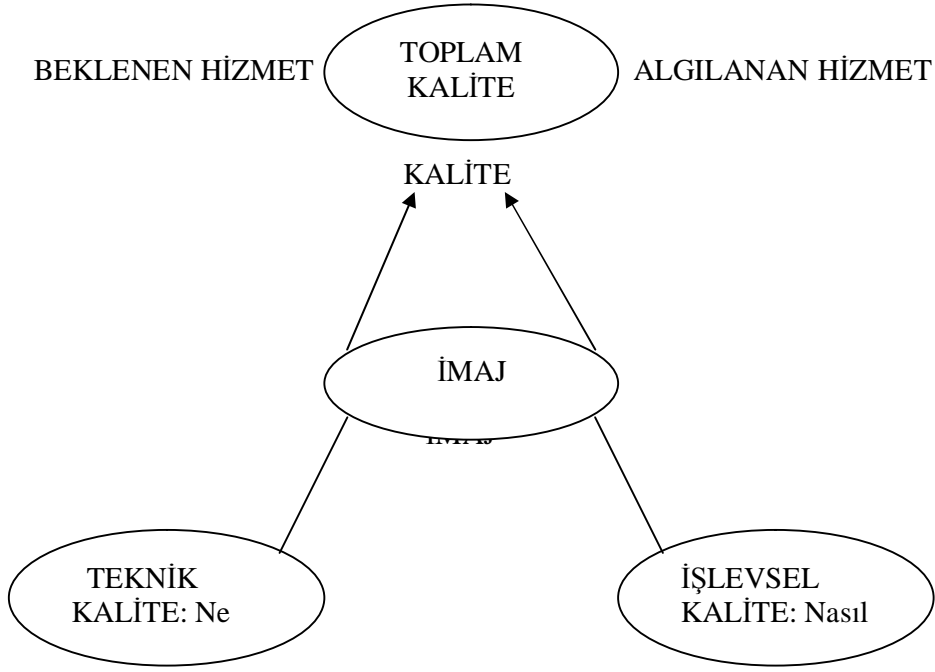 BEKLENEN HİZMET
TOPLAM
KALİTE
ALGILANAN HİZMET
KALİTE
İMAJ
TEKNİK
KALİTE: Ne
İŞLEVSEL
KALİTE: Nasıl